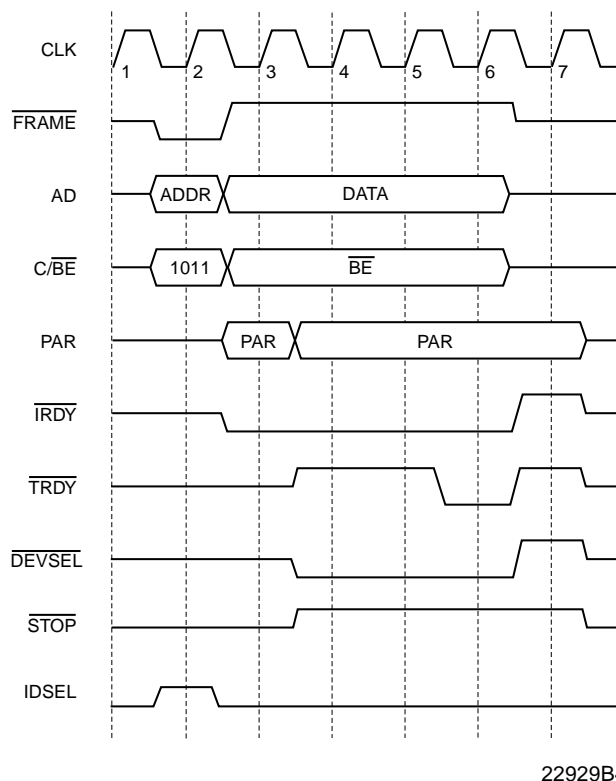 CLK
1 2 3 4 5 6 7
FRAME
AD ADDR DATA
C/BE 1011 BE
PAR PAR PAR
IRDY
TRDY
DEVSEL
STOP
IDSEL
22929B